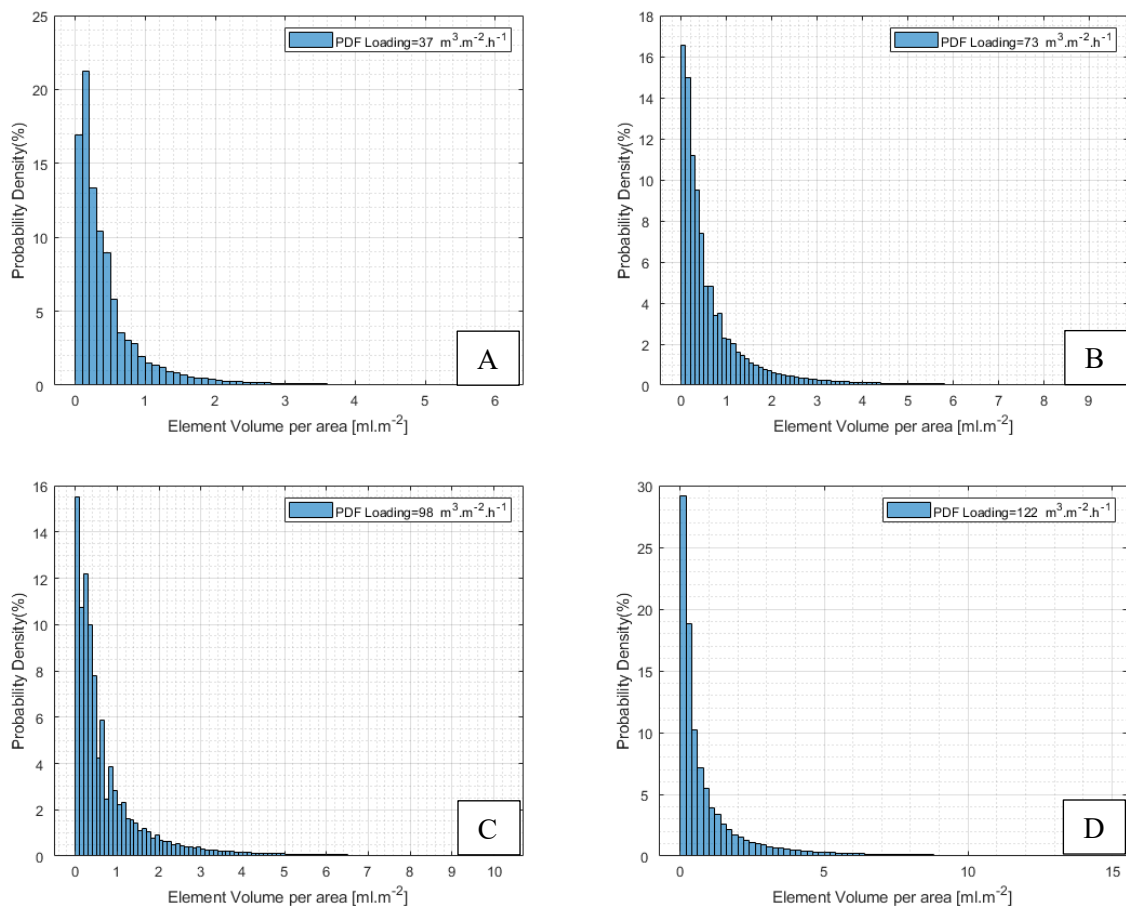 PDF Loading=37 m³.m⁻².h⁻¹
25
20
15
10
5
0
Probability Density(%)
0 1 2 3 4 5 6
Element Volume per area [ml.m⁻²]
A
PDF Loading=73 m³.m⁻².h⁻¹
18
16
14
12
10
8
6
4
2
0
Probability Density(%)
0 1 2 3 4 5 6 7 8 9
Element Volume per area [ml.m⁻²]
B
PDF Loading=98 m³.m⁻².h⁻¹
16
14
12
10
8
6
4
2
0
Probability Density(%)
0 1 2 3 4 5 6 7 8 9 10
Element Volume per area [ml.m⁻²]
C
PDF Loading=122 m³.m⁻².h⁻¹
30
25
20
15
10
5
0
Probability Density(%)
0 5 10 15
Element Volume per area [ml.m⁻²]
D